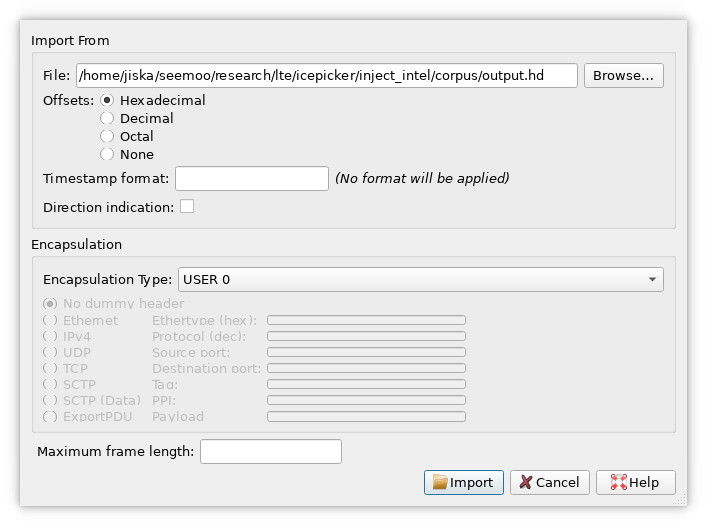 Import From
File: /home/jiska/seemoo/research/lte/icepicker/inject_intel/corpus/output.hd Browse...
Offsets: Hexadecimal
Decimal
Octal
None
Timestamp format: (No format will be applied)
Direction indication:
Encapsulation
Encapsulation Type: USER 0
No dummy header
Ethernet Ethertype (hex):
IPv4 Protocol (dec):
UDP Source port:
TCP Destination port:
SCTP Tag:
SCTP (Data) PPI:
ExportPDU Payload
Maximum frame length:
Import Cancel Help